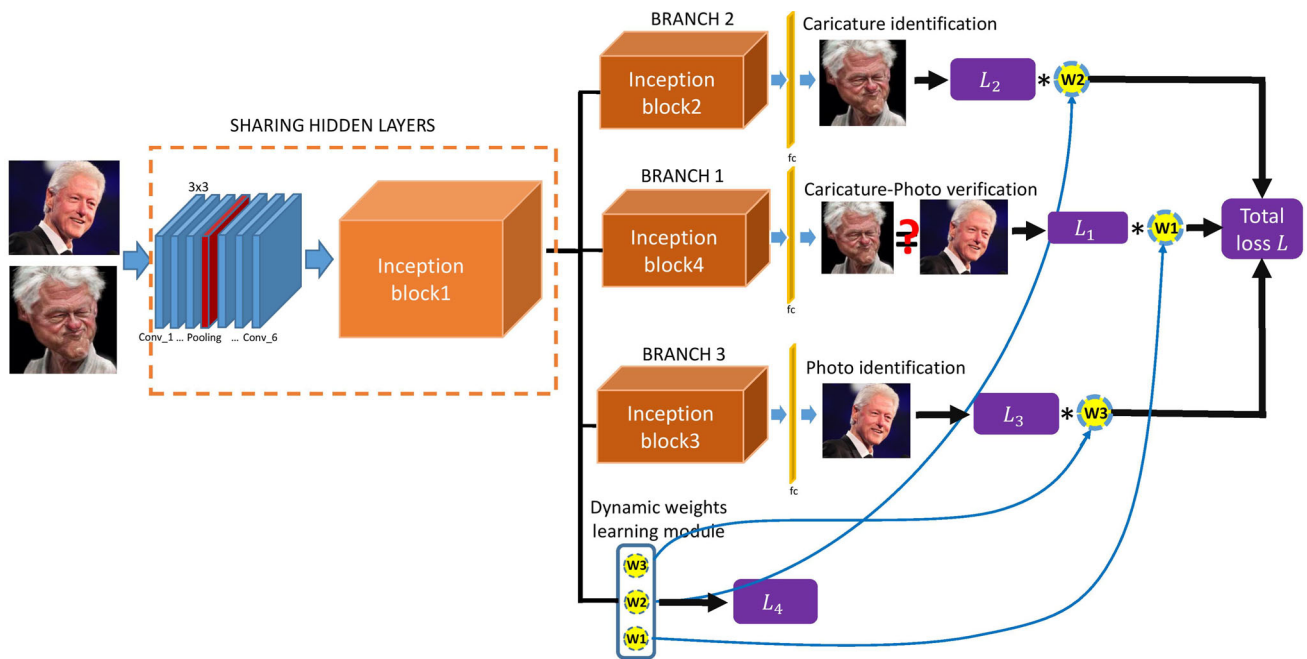 SHARING HIDDEN LAYERS
3x3
Conv_1 ... Pooling ... Conv_6
Inception
block1
BRANCH 2
Inception
block2
fc
Caricature identification
L₂ * W2
BRANCH 1
Inception
block4
fc
Caricature-Photo verification
?
=
L₁ * W1
Total
loss L
BRANCH 3
Inception
block3
fc
Photo identification
L₃ * W3
Dynamic weights
learning module
W3
W2
W1
L₄